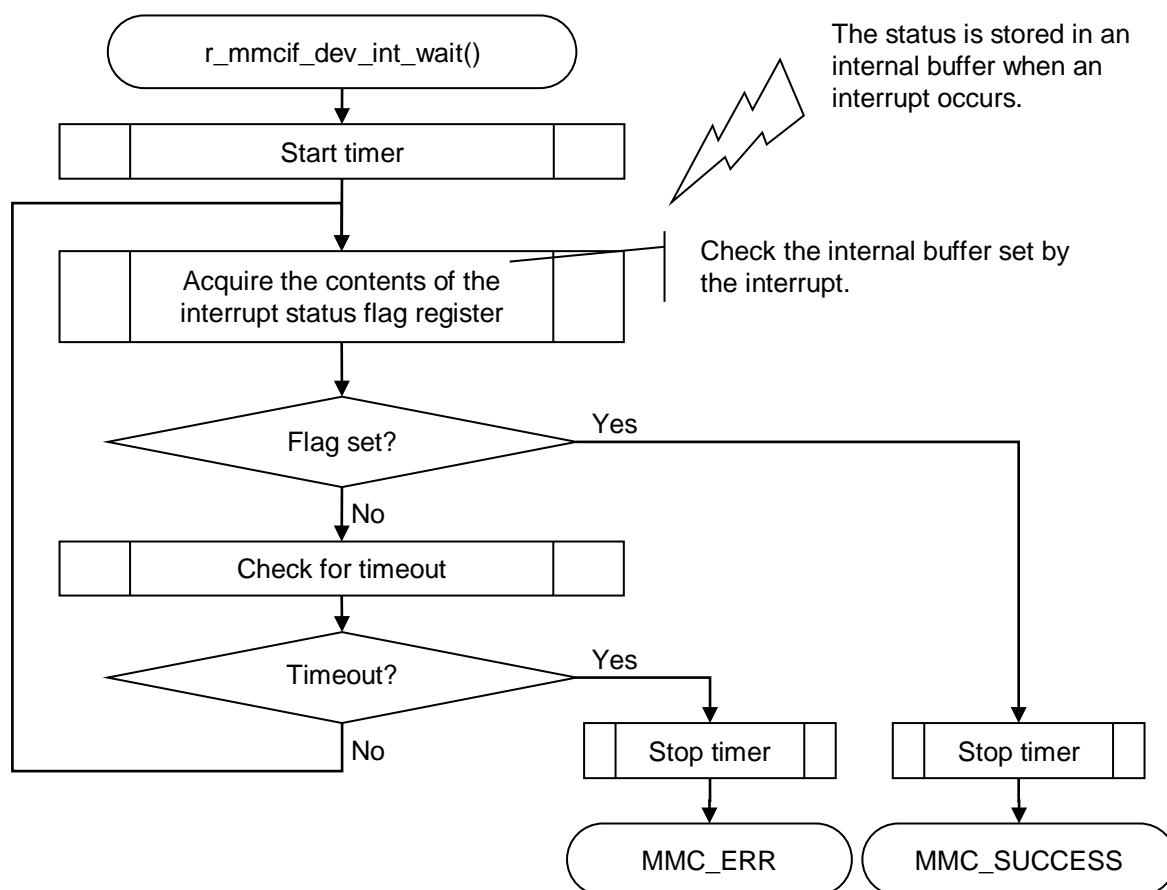 r_mmcif_dev_int_wait()
The status is stored in an
internal buffer when an
interrupt occurs.
Start timer
Acquire the contents of the
interrupt status flag register
Check the internal buffer set by
the interrupt.
Flag set?
Yes
No
Check for timeout
Timeout?
Yes
No
Stop timer
Stop timer
MMC_ERR
MMC_SUCCESS